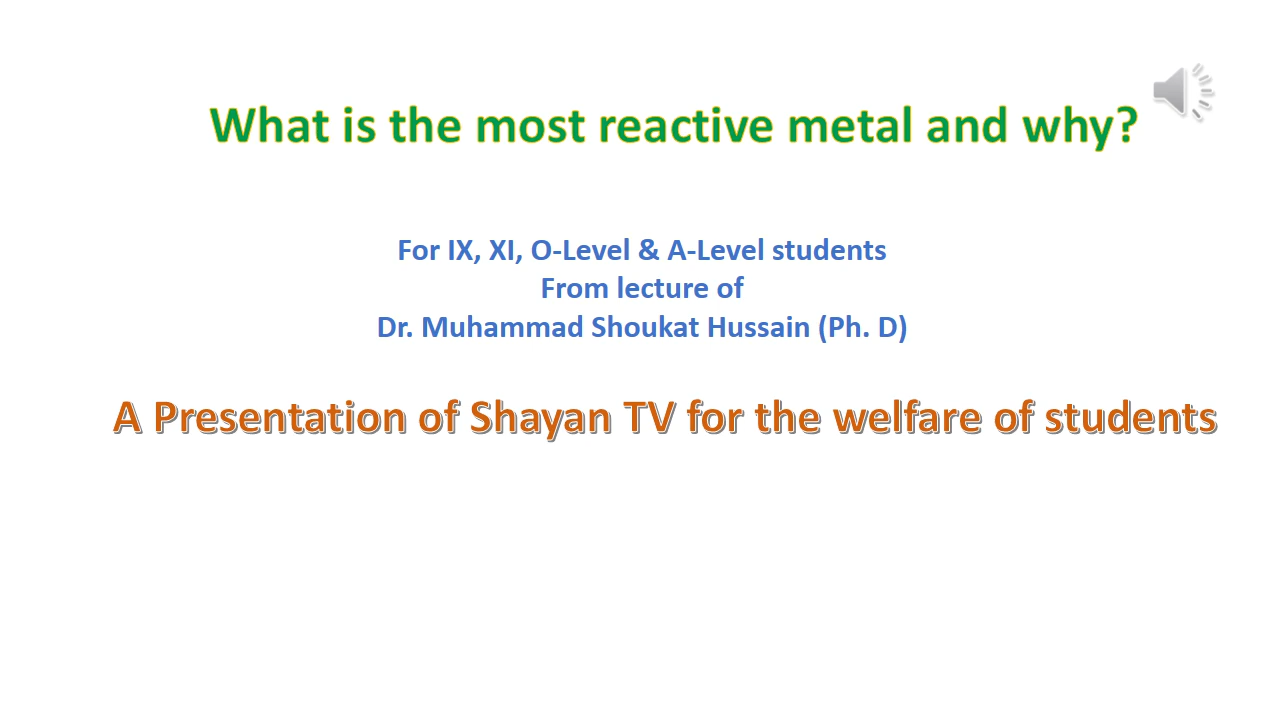 What is the most reactive metal and why?
For IX, XI, O-Level & A-Level students
From lecture of
Dr. Muhammad Shoukat Hussain (Ph. D)
A Presentation of Shayan TV for the welfare of students